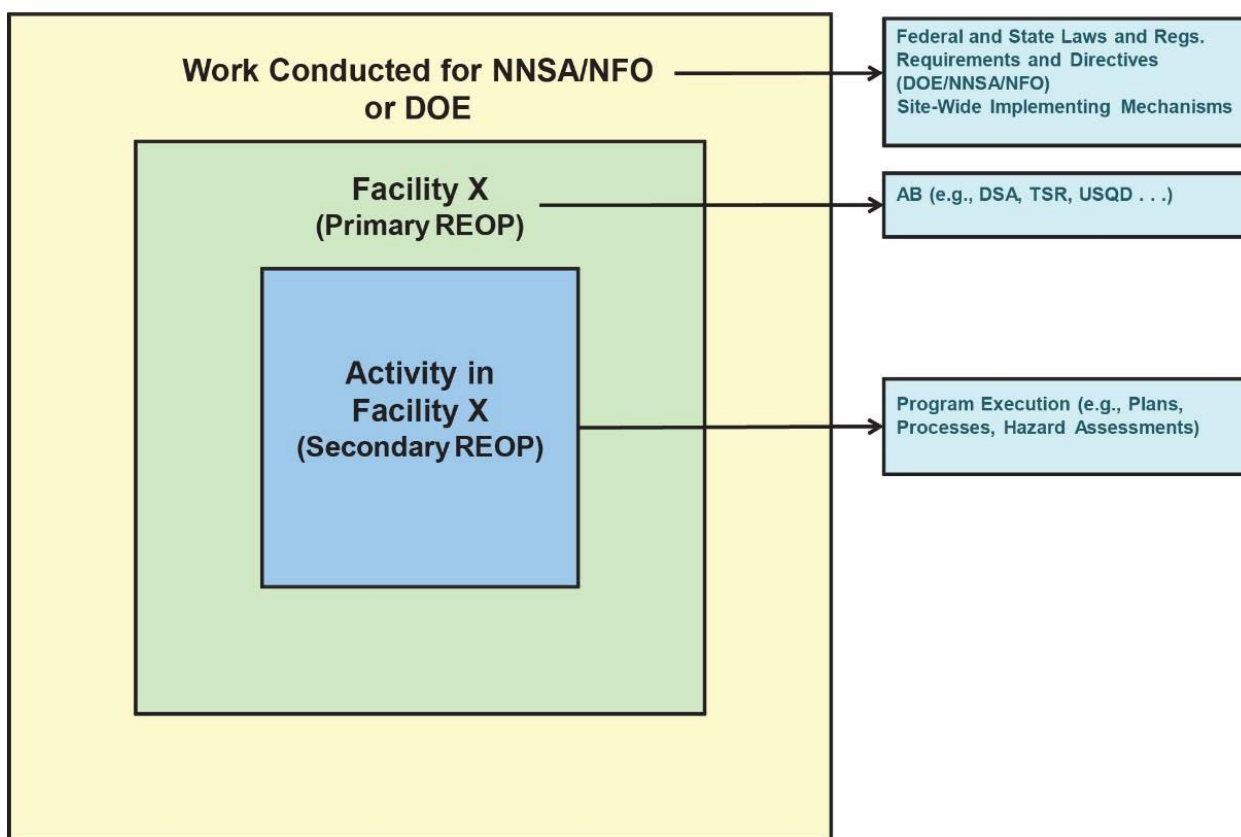 Work Conducted for NNSA/NFO
or DOE
Federal and State Laws and Regs.
Requirements and Directives
(DOE/NNSA/NFO)
Site-Wide Implementing Mechanisms
Facility X
(Primary REOP)
AB (e.g., DSA, TSR, USQD . . .)
Activity in
Facility X
(Secondary REOP)
Program Execution (e.g., Plans,
Processes, Hazard Assessments)